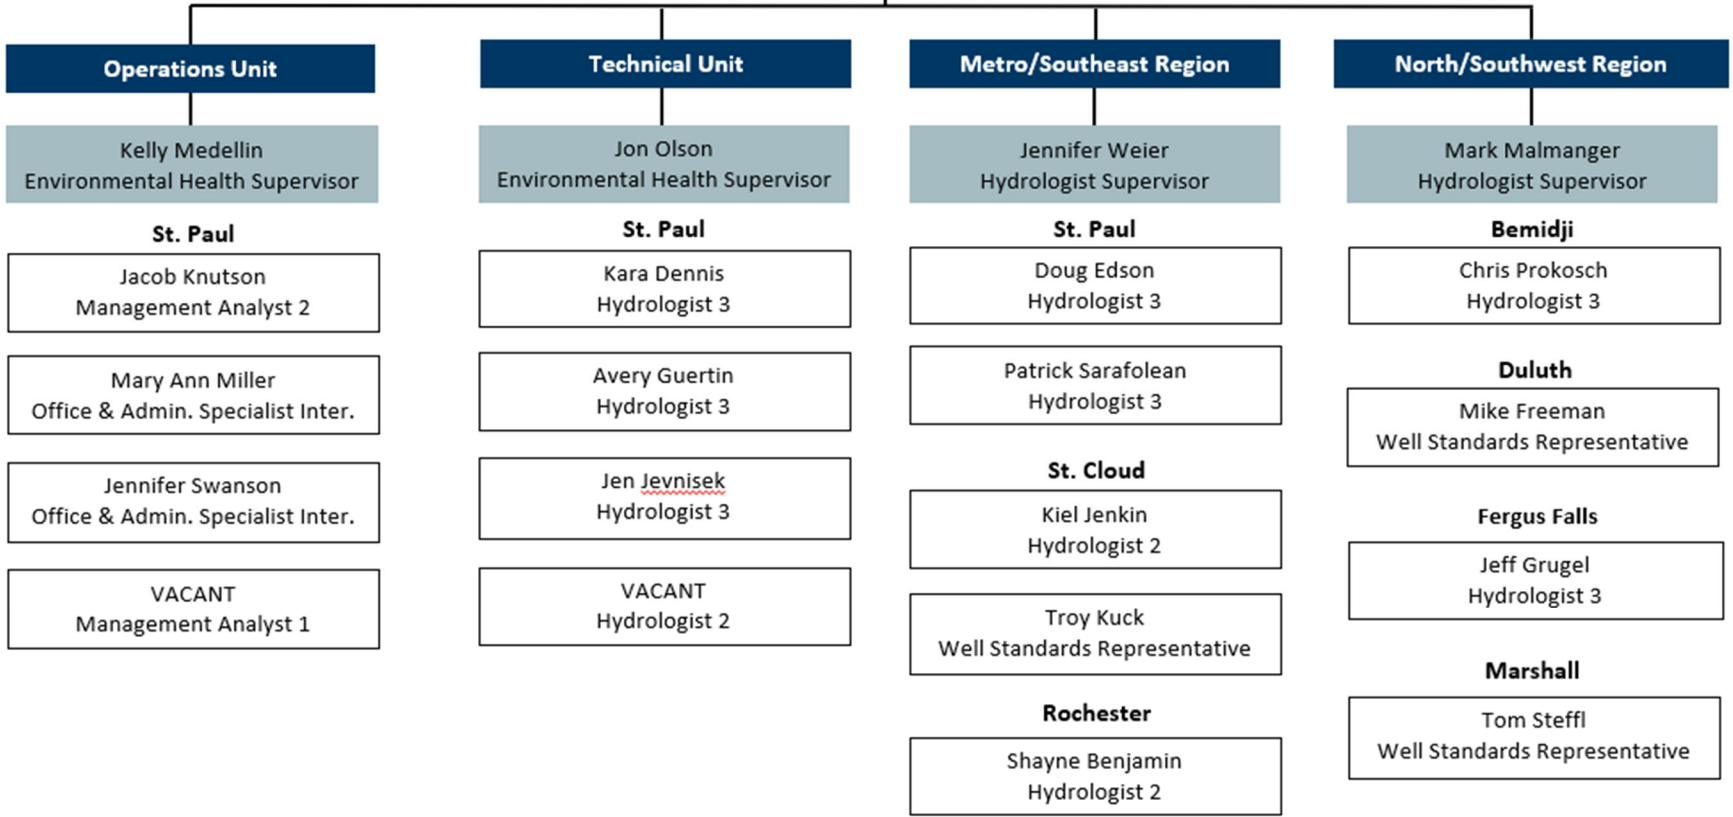 Operations Unit
Kelly Medellin
Environmental Health Supervisor
St. Paul
Jacob Knutson
Management Analyst 2
Mary Ann Miller
Office & Admin. Specialist Inter.
Jennifer Swanson
Office & Admin. Specialist Inter.
VACANT
Management Analyst 1
Technical Unit
Jon Olson
Environmental Health Supervisor
St. Paul
Kara Dennis
Hydrologist 3
Avery Guertin
Hydrologist 3
Jen Jevnisek
Hydrologist 3
VACANT
Hydrologist 2
Metro/Southeast Region
Jennifer Weier
Hydrologist Supervisor
St. Paul
Doug Edson
Hydrologist 3
Patrick Sarafolean
Hydrologist 3
St. Cloud
Kiel Jenkin
Hydrologist 2
Troy Kuck
Well Standards Representative
Rochester
Shayne Benjamin
Hydrologist 2
North/Southwest Region
Mark Malmanger
Hydrologist Supervisor
Bemidji
Chris Prokosch
Hydrologist 3
Duluth
Mike Freeman
Well Standards Representative
Fergus Falls
Jeff Grugel
Hydrologist 3
Marshall
Tom Steffl
Well Standards Representative